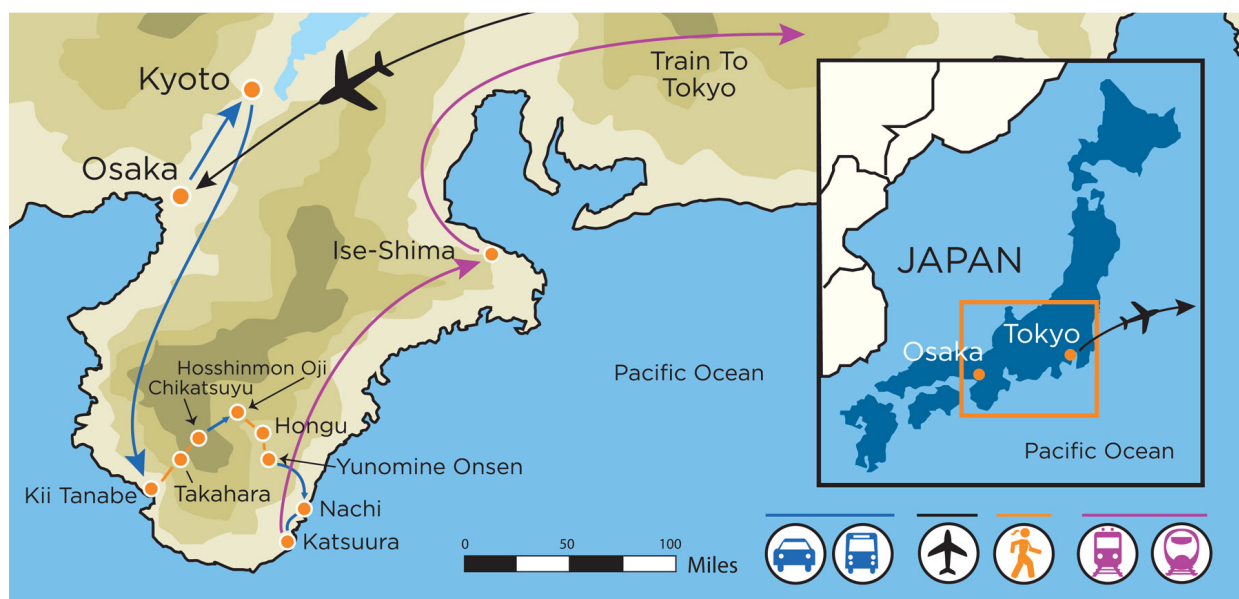 Kyoto
Train To
Tokyo
Osaka
Ise-Shima
JAPAN
Tokyo
Osaka
Pacific Ocean
Pacific Ocean
Hosshinmon Oji
Chikatsuyu
Hongu
Yunomine Onsen
Kii Tanabe
Takahara
Nachi
Katsuura
0
50
100
Miles